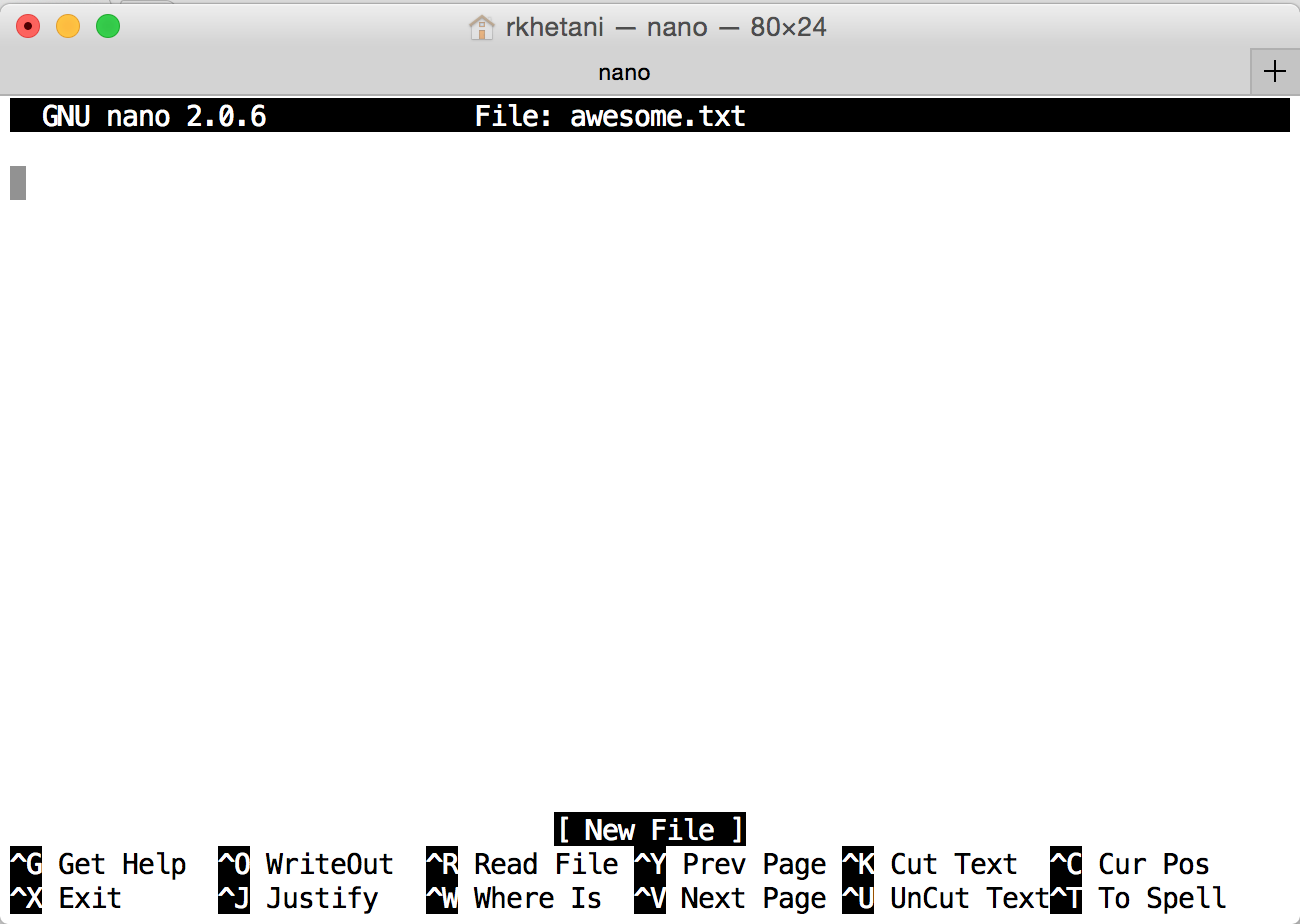 rkhetani — nano — 80×24
nano
+
GNU nano 2.0.6 File: awesome.txt
[ New File ]
^G Get Help ^O WriteOut ^R Read File ^Y Prev Page ^K Cut Text ^C Cur Pos
^X Exit ^J Justify ^W Where Is ^V Next Page ^U UnCut Text ^T To Spell